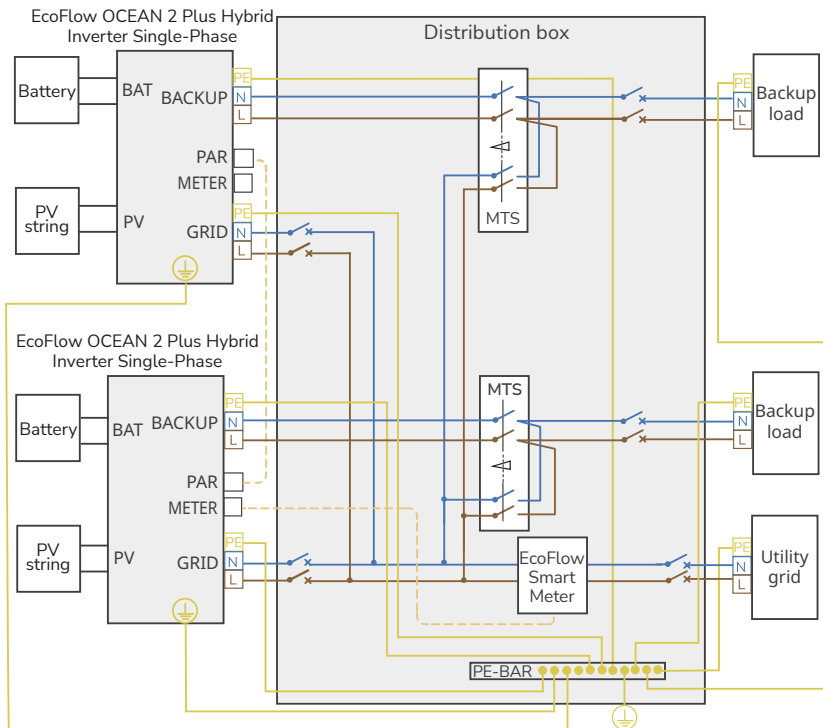 EcoFlow OCEAN 2 Plus Hybrid
Inverter Single-Phase
Distribution box
Battery
BAT
BACKUP
PE
N
L
PAR
METER
PV
string
PV
GRID
PE
N
L
MTS
PE
N
L
Backup
load
EcoFlow OCEAN 2 Plus Hybrid
Inverter Single-Phase
Battery
BAT
BACKUP
PE
N
L
PAR
METER
PV
string
PV
GRID
PE
N
L
MTS
PE
N
L
Backup
load
EcoFlow
Smart
Meter
PE
N
L
Utility
grid
PE-BAR